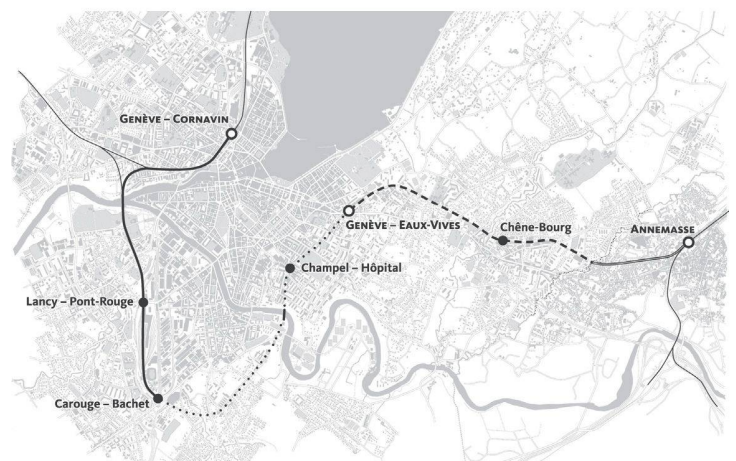 GENÈVE – CORNAVIN
GENÈVE – EAUX-VIVES
Chêne-Bourg
ANNEMASSE
Champel – Hôpital
Lancy – Pont-Rouge
Carouge – Bachet